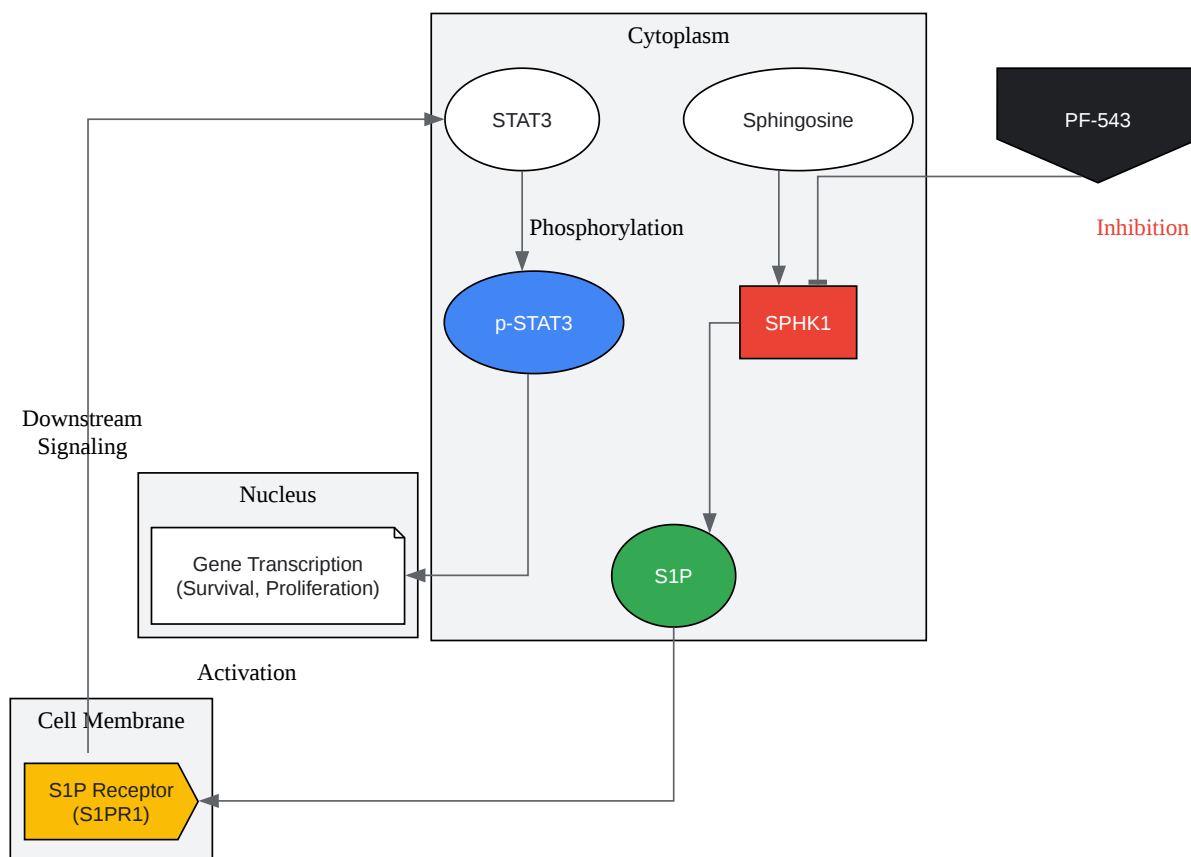 Cytoplasm
STAT3
Sphingosine
PF-543
Phosphorylation
Inhibition
p-STAT3
SPHK1
Downstream
Signaling
Nucleus
Gene Transcription
(Survival, Proliferation)
S1P
Activation
Cell Membrane
S1P Receptor
(S1PR1)